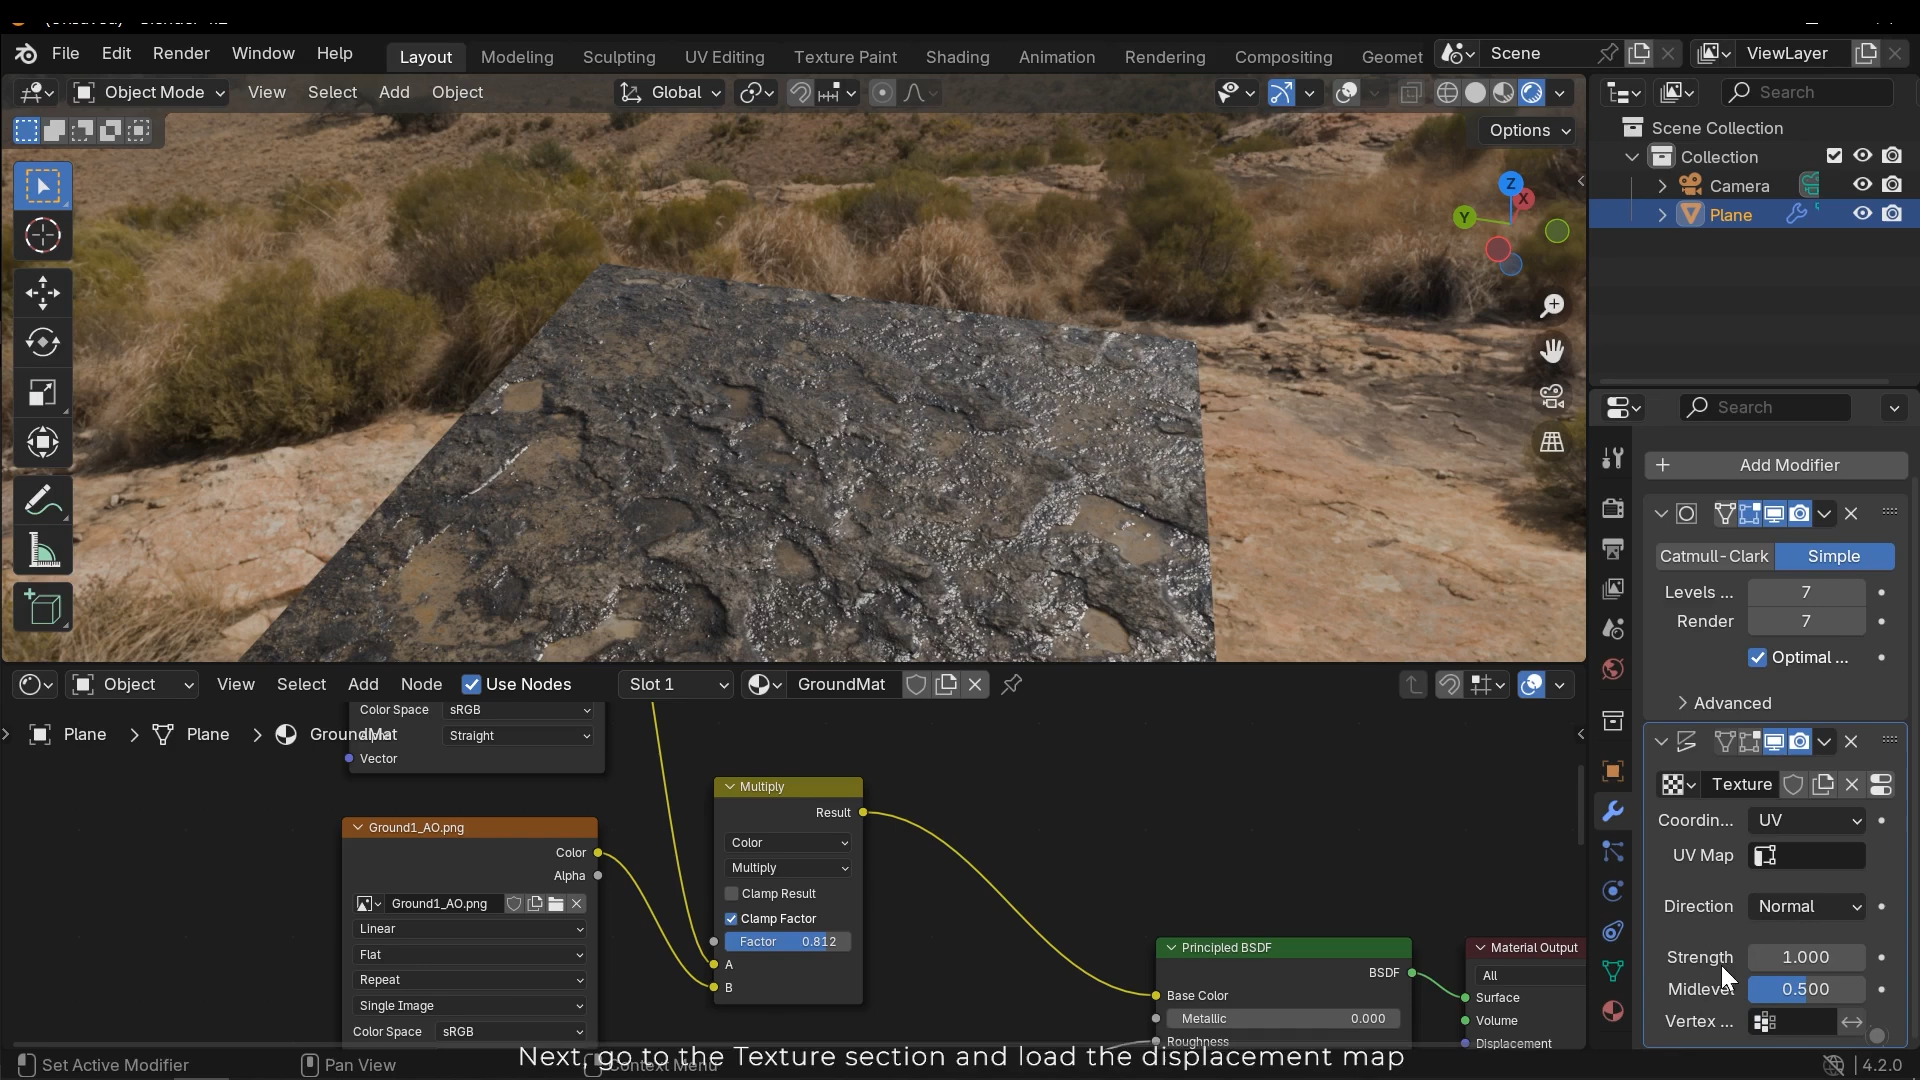 File Edit Render Window Help Layout Modeling Sculpting UV Editing Texture Paint Shading Animation Rendering Compositing Geomet Scene ViewLayer
Object Mode View Select Add Object Global Search
Options
Z
X
Y
Scene Collection
Collection
Camera
Plane
Search
Add Modifier
Catmull-Clark Simple
Levels ... 7
Render 7
Optimal ...
Advanced
Texture
Coordin... UV
UV Map
Direction Normal
Strength 1.000
Midlevel 0.500
Vertex ...
Object View Select Add Node Use Nodes Slot 1 GroundMat
Plane > Plane > GroundMat
Color Space sRGB
Straight
Vector
Ground1_AO.png
Color
Alpha
Ground1_AO.png
Linear
Flat
Repeat
Single Image
Color Space sRGB
Multiply
Result
Color
Multiply
Clamp Result
Clamp Factor
Factor 0.812
A
B
Principled BSDF
BSDF
Base Color
Metallic 0.000
Roughness
Material Output
All
Surface
Volume
Displacement
Next, go to the Texture section and load the displacement map
Set Active Modifier Pan View Context Menu 4.2.0